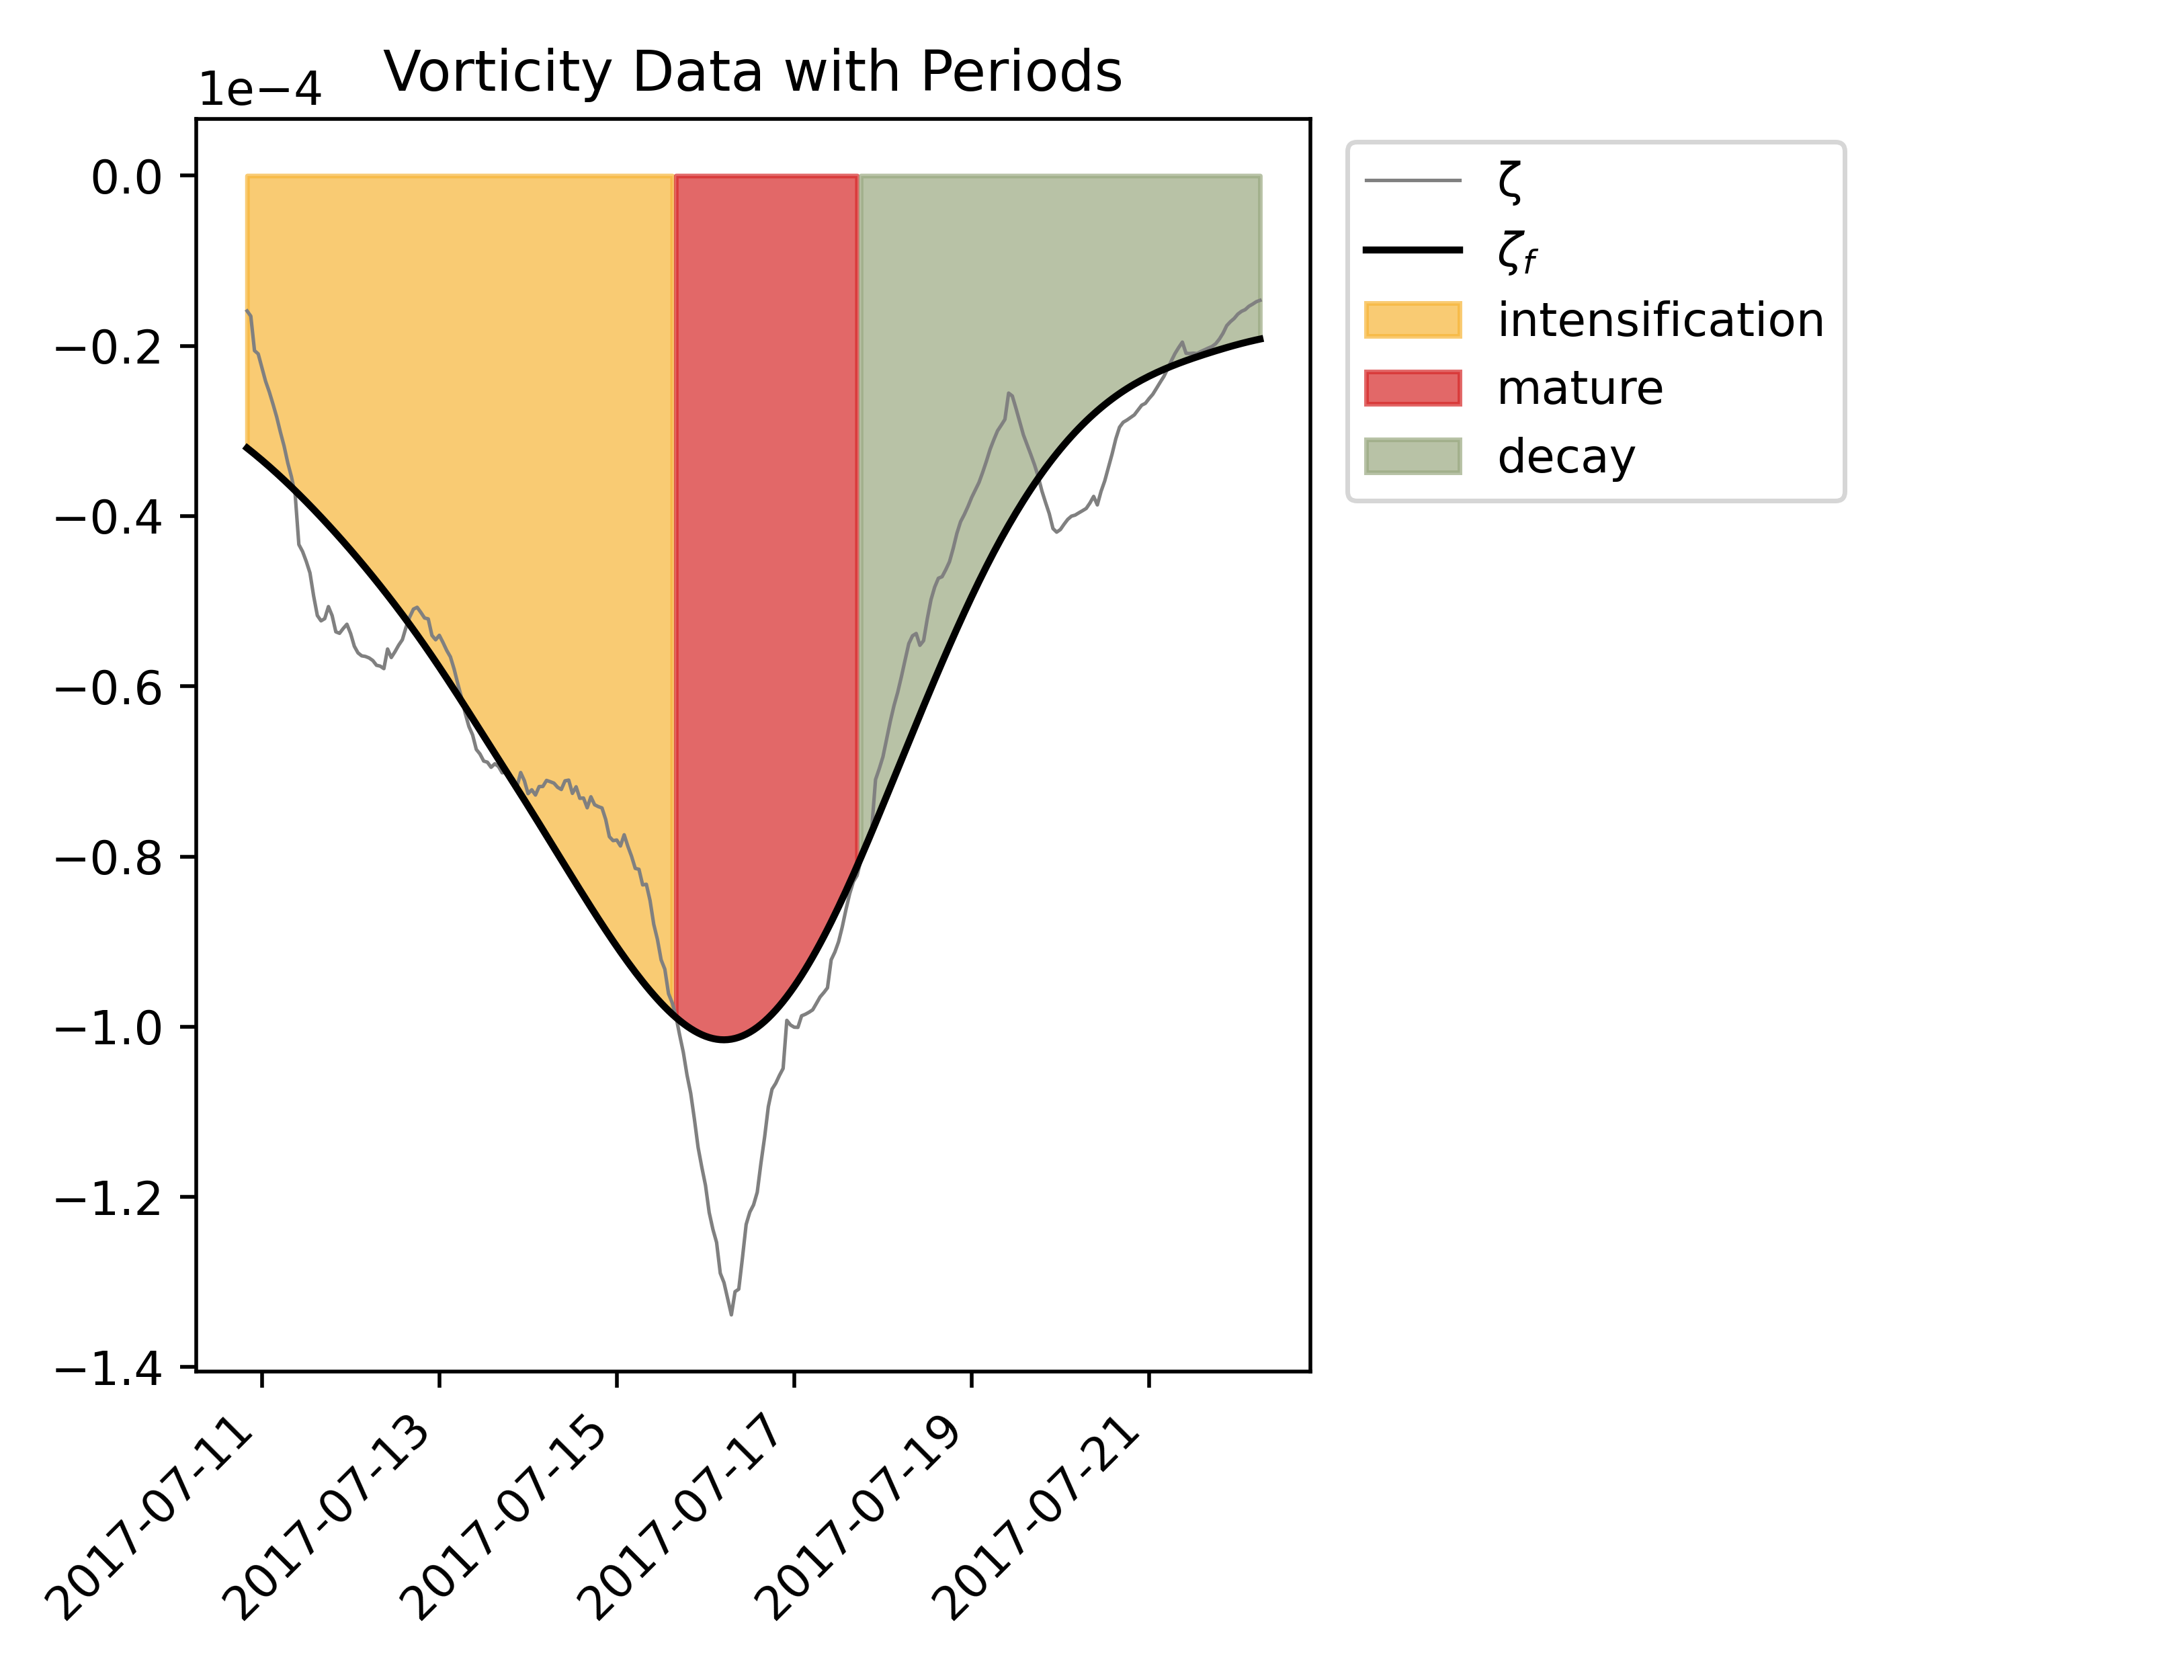 Vorticity Data with Periods
1e−4
0.0
−0.2
−0.4
−0.6
−0.8
−1.0
−1.2
−1.4
2017-07-11
2017-07-13
2017-07-15
2017-07-17
2017-07-19
2017-07-21
ζ
ζf
intensification
mature
decay